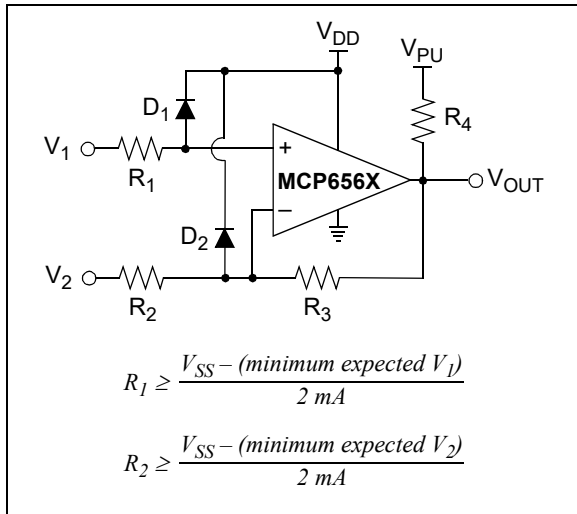 V_DD
V_PU
D_1
R_4
V_1
R_1
+
MCP656X
V_OUT
–
D_2
V_2
R_2
R_3
R_1 ≥ V_SS – (minimum expected V_1) / 2 mA
R_2 ≥ V_SS – (minimum expected V_2) / 2 mA